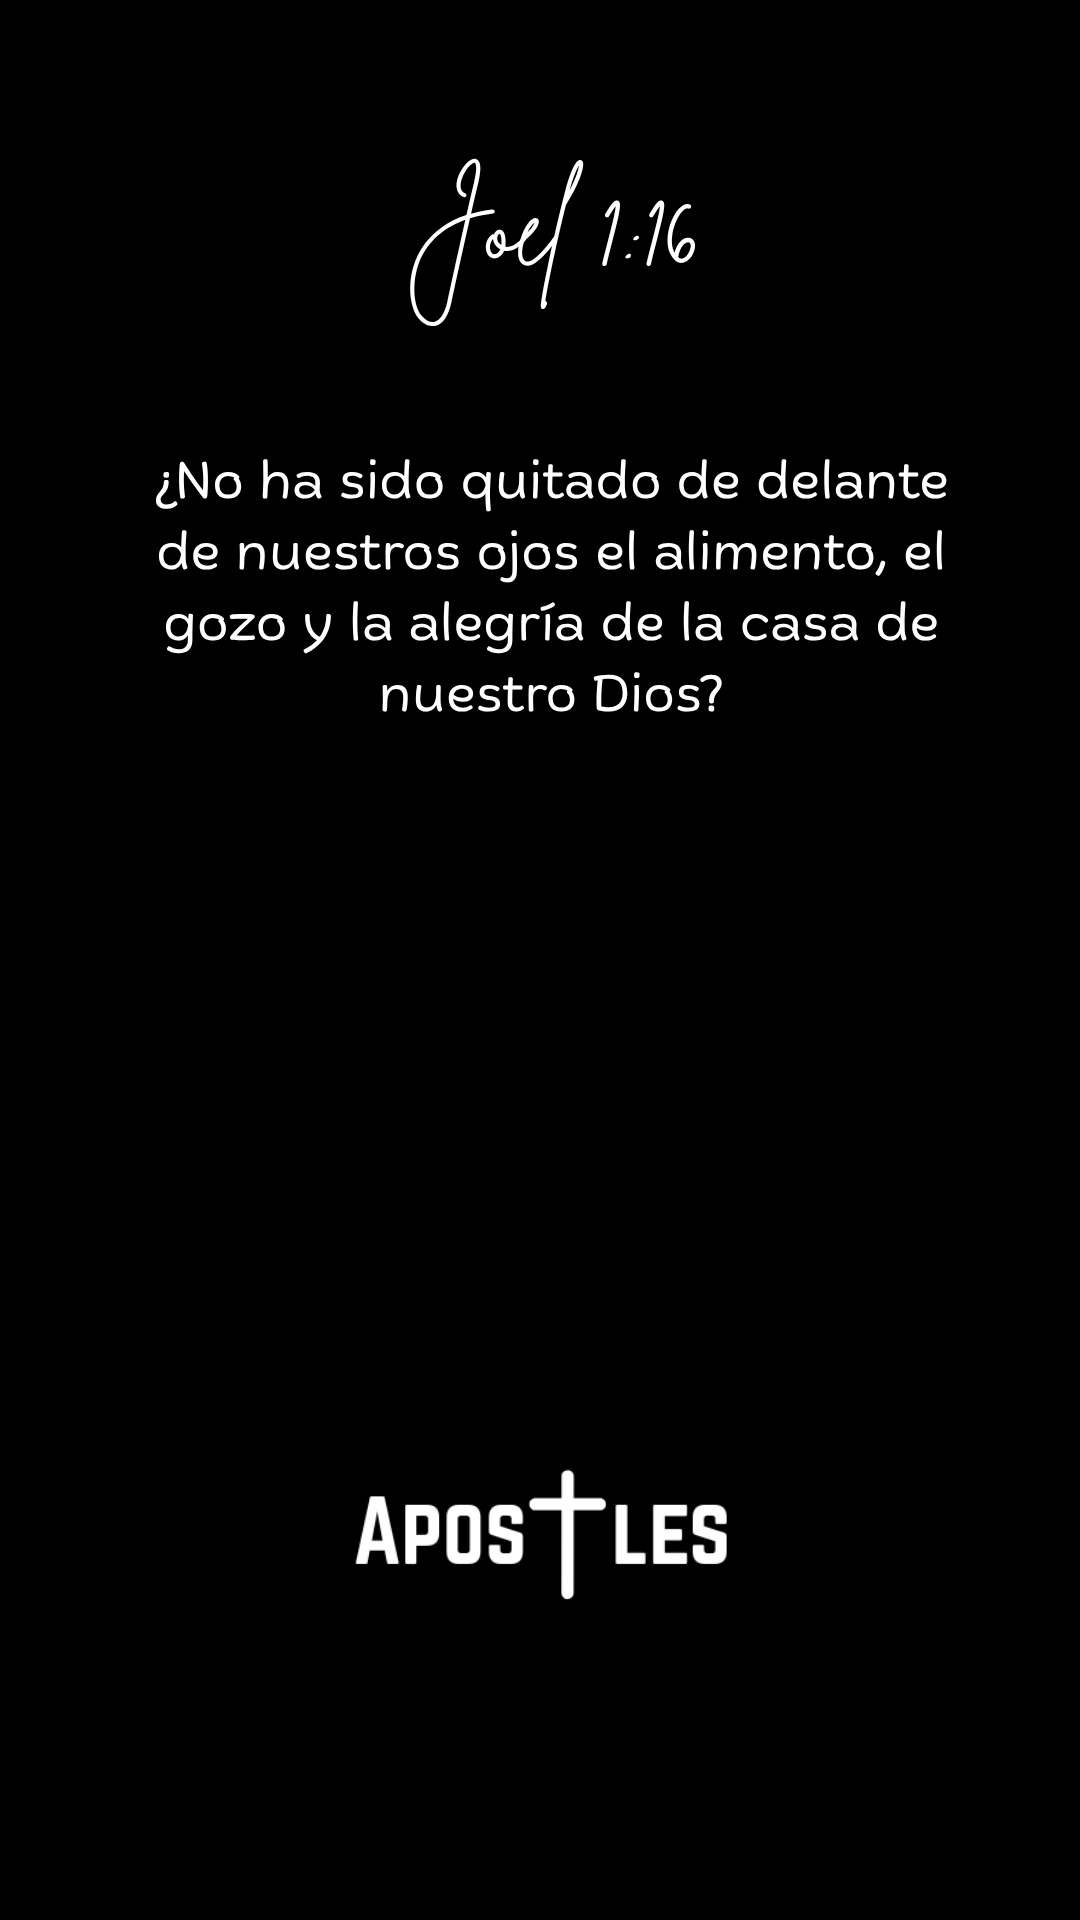 Joel 1:16
¿No ha sido quitado de delante
de nuestros ojos el alimento, el
gozo y la alegría de la casa de
nuestro Dios?
APOSTLES